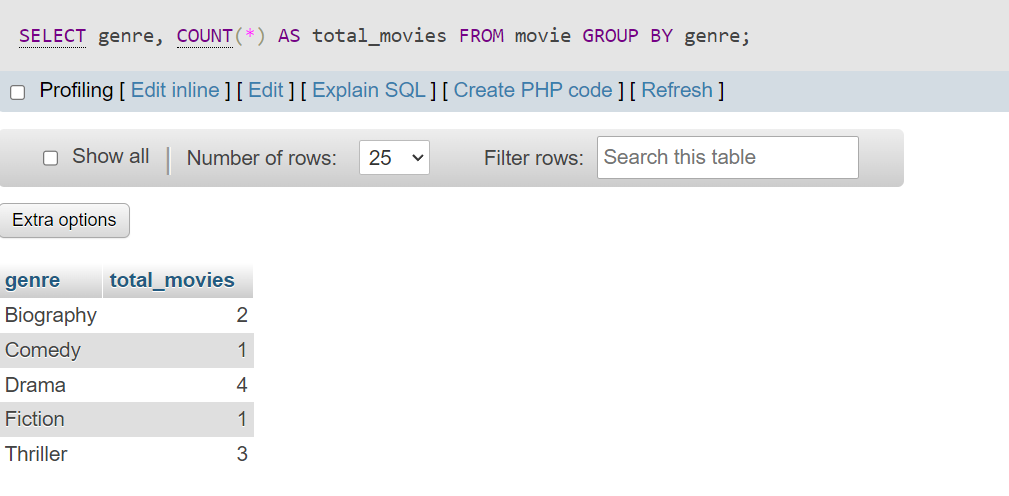 SELECT genre, COUNT(*) AS total_movies FROM movie GROUP BY genre;
Profiling [ Edit inline ] [ Edit ] [ Explain SQL ] [ Create PHP code ] [ Refresh ]
Show all | Number of rows: 25 Filter rows: Search this table
Extra options
genre total_movies
Biography 2
Comedy 1
Drama 4
Fiction 1
Thriller 3